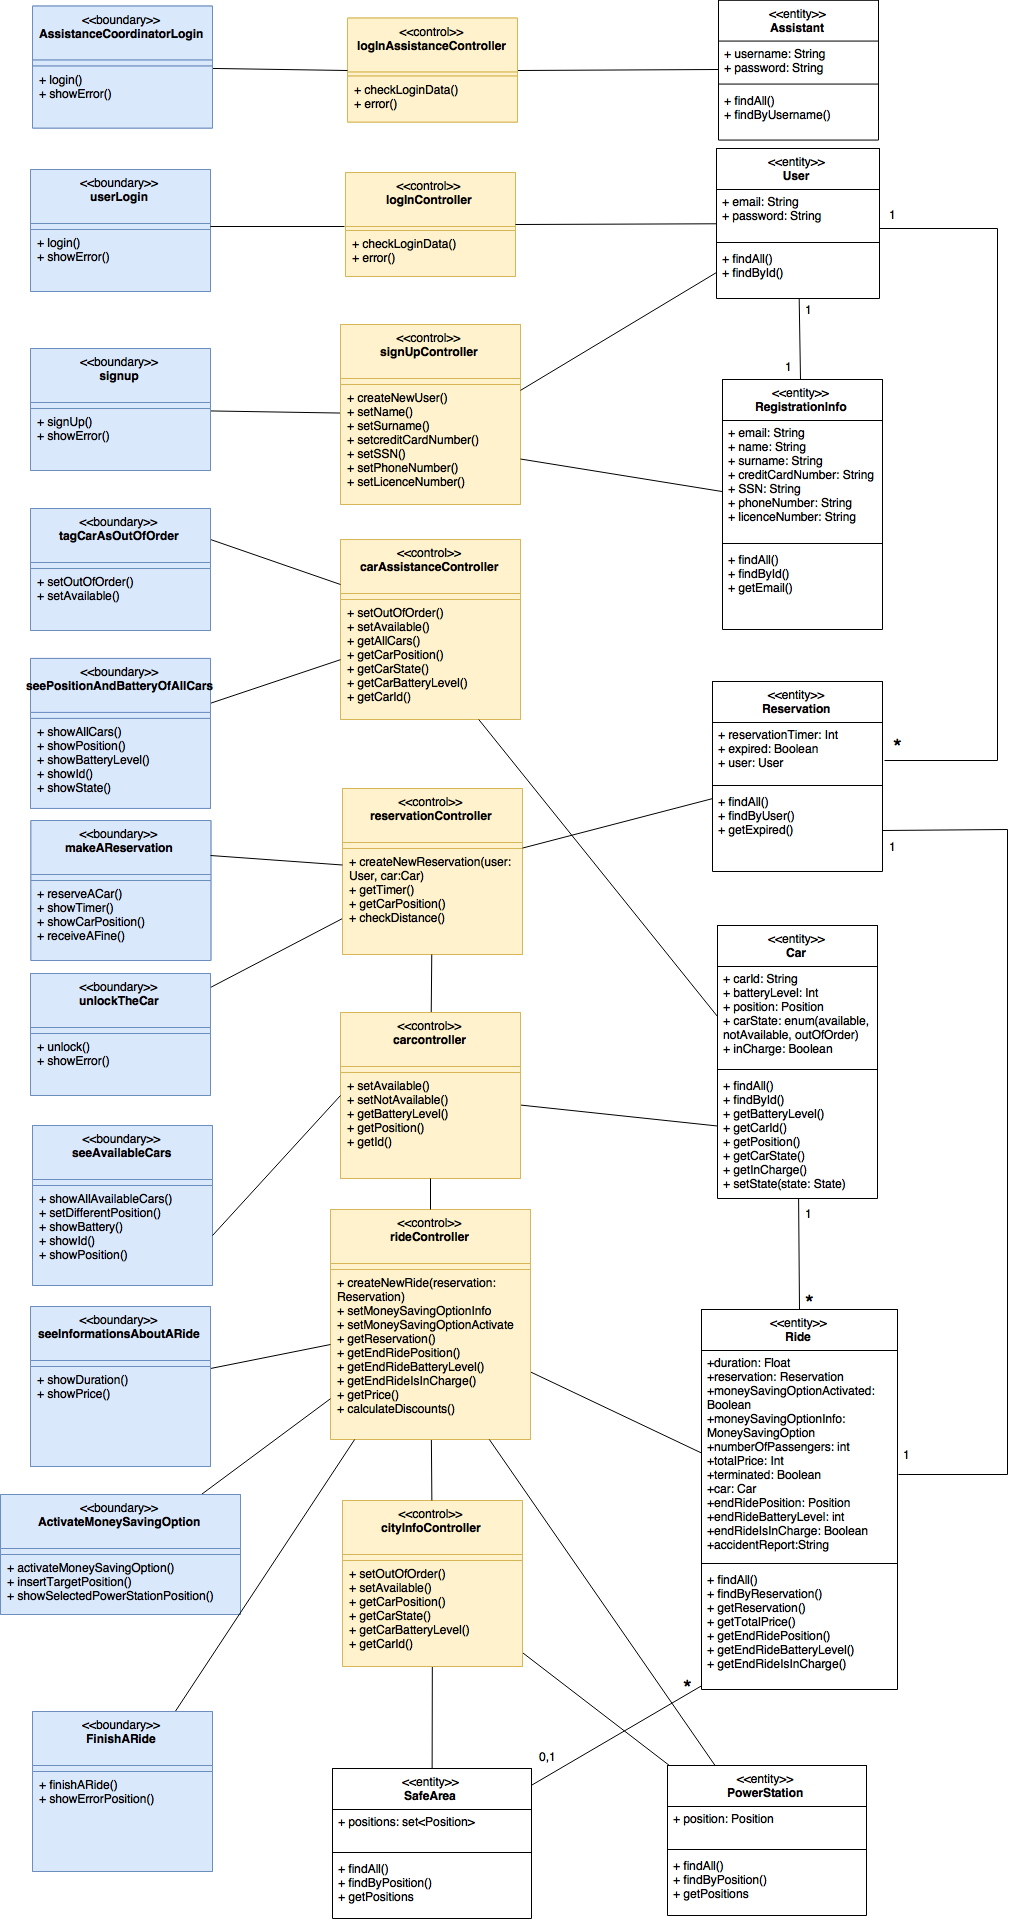 <<boundary>>
AssistanceCoordinatorLogin
+ login()
+ showError()
<<control>>
logInAssistanceController
+ checkLoginData()
+ error()
<<entity>>
Assistant
+ username: String
+ password: String
+ findAll()
+ findByUsername()
<<boundary>>
userLogin
+ login()
+ showError()
<<control>>
logInController
+ checkLoginData()
+ error()
<<entity>>
User
+ email: String
+ password: String
+ findAll()
+ findById()
1
1
1
<<boundary>>
signup
+ signUp()
+ showError()
<<control>>
signUpController
+ createNewUser()
+ setName()
+ setSurname()
+ setcreditCardNumber()
+ setSSN()
+ setPhoneNumber()
+ setLicenceNumber()
<<entity>>
RegistrationInfo
+ email: String
+ name: String
+ surname: String
+ creditCardNumber: String
+ SSN: String
+ phoneNumber: String
+ licenceNumber: String
+ findAll()
+ findById()
+ getEmail()
<<boundary>>
tagCarAsOutOfOrder
+ setOutOfOrder()
+ setAvailable()
<<control>>
carAssistanceController
+ setOutOfOrder()
+ setAvailable()
+ getAllCars()
+ getCarPosition()
+ getCarState()
+ getCarBatteryLevel()
+ getCarId()
<<boundary>>
seePositionAndBatteryOfAllCars
+ showAllCars()
+ showPosition()
+ showBatteryLevel()
+ showId()
+ showState()
<<entity>>
Reservation
+ reservationTimer: Int
+ expired: Boolean
+ user: User
+ findAll()
+ findByUser()
+ getExpired()
*
1
<<boundary>>
makeAReservation
+ reserveACar()
+ showTimer()
+ showCarPosition()
+ receiveAFine()
<<control>>
reservationController
+ createNewReservation(user:
User, car:Car)
+ getTimer()
+ getCarPosition()
+ checkDistance()
<<boundary>>
unlockTheCar
+ unlock()
+ showError()
<<entity>>
Car
+ carId: String
+ batteryLevel: Int
+ position: Position
+ carState: enum(available,
notAvailable, outOfOrder)
+ inCharge: Boolean
+ findAll()
+ findById()
+ getBatteryLevel()
+ getCarId()
+ getPosition()
+ getCarState()
+ getInCharge()
+ setState(state: State)
1
*
<<control>>
carcontroller
+ setAvailable()
+ setNotAvailable()
+ getBatteryLevel()
+ getPosition()
+ getId()
<<boundary>>
seeAvailableCars
+ showAllAvailableCars()
+ setDifferentPosition()
+ showBattery()
+ showId()
+ showPosition()
<<control>>
rideController
+ createNewRide(reservation:
Reservation)
+ setMoneySavingOptionInfo
+ setMoneySavingOptionActivate
+ getReservation()
+ getEndRidePosition()
+ getEndRideBatteryLevel()
+ getEndRideIsInCharge()
+ getPrice()
+ calculateDiscounts()
<<boundary>>
seeInformationsAboutARide
+ showDuration()
+ showPrice()
<<entity>>
Ride
+duration: Float
+reservation: Reservation
+moneySavingOptionActivated:
Boolean
+moneySavingOptionInfo:
MoneySavingOption
+numberOfPassengers: int
+totalPrice: Int
+terminated: Boolean
+car: Car
+endRidePosition: Position
+endRideBatteryLevel: int
+endRideIsInCharge: Boolean
+accidentReport:String
+ findAll()
+ findByReservation()
+ getReservation()
+ getTotalPrice()
+ getEndRidePosition()
+ getEndRideBatteryLevel()
+ getEndRideIsInCharge()
1
*
0,1
<<boundary>>
ActivateMoneySavingOption
+ activateMoneySavingOption()
+ insertTargetPosition()
+ showSelectedPowerStationPosition()
<<control>>
cityInfoController
+ setOutOfOrder()
+ setAvailable()
+ getCarPosition()
+ getCarState()
+ getCarBatteryLevel()
+ getCarId()
<<boundary>>
FinishARide
+ finishARide()
+ showErrorPosition()
<<entity>>
SafeArea
+ positions: set<Position>
+ findAll()
+ findByPosition()
+ getPositions
<<entity>>
PowerStation
+ position: Position
+ findAll()
+ findByPosition()
+ getPositions